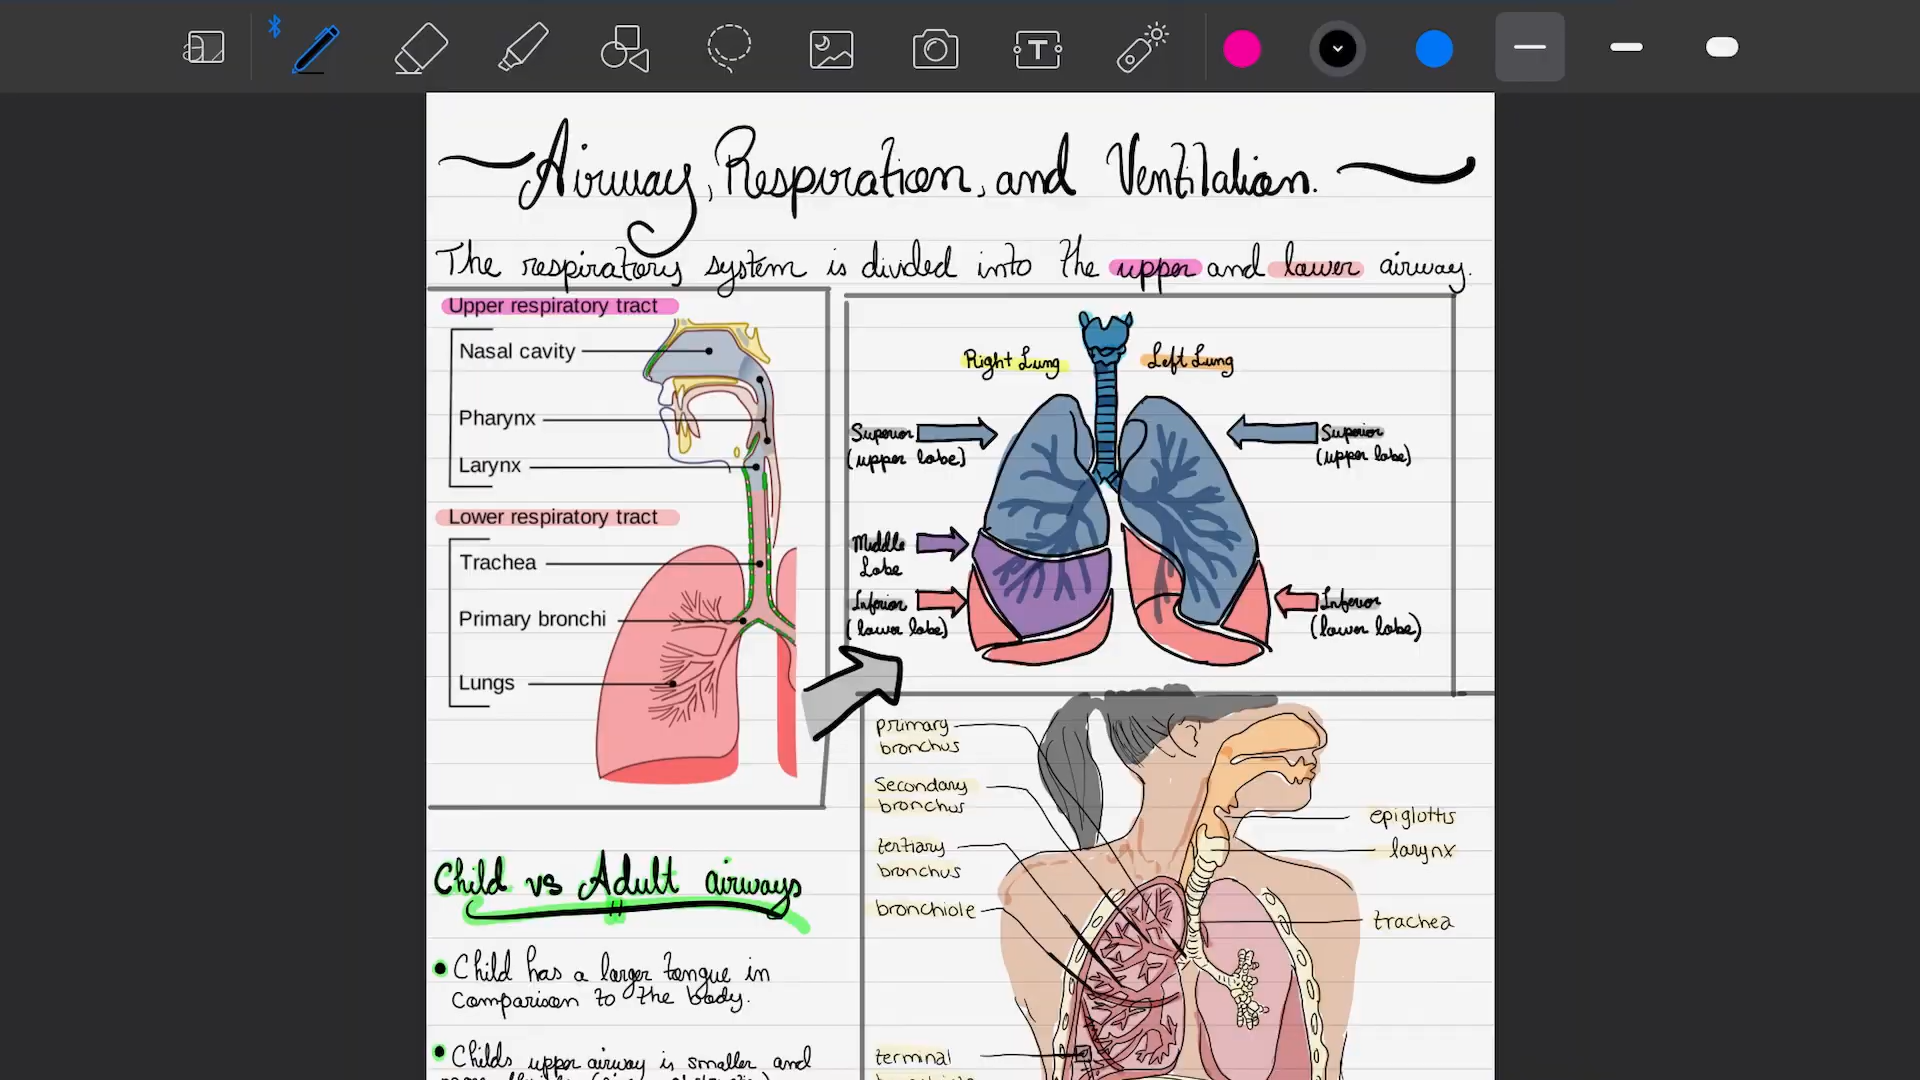 Airway, Respiration, and Ventilation.
The respiratory system is divided into the upper and lower airway.
Upper respiratory tract
Nasal cavity
Pharynx
Larynx
Lower respiratory tract
Trachea
Primary bronchi
Lungs
Right Lung
Left Lung
Superior
(upper lobe)
Middle
Lobe
Inferior
(lower lobe)
Superior
(upper lobe)
Inferior
(lower lobe)
Child vs Adult airways
Child has a larger tongue in
comparison to the body.
Childs upper airway is smaller and
primary
bronchus
Secondary
bronchus
tertiary
bronchus
bronchiole
terminal
epiglottis
larynx
trachea